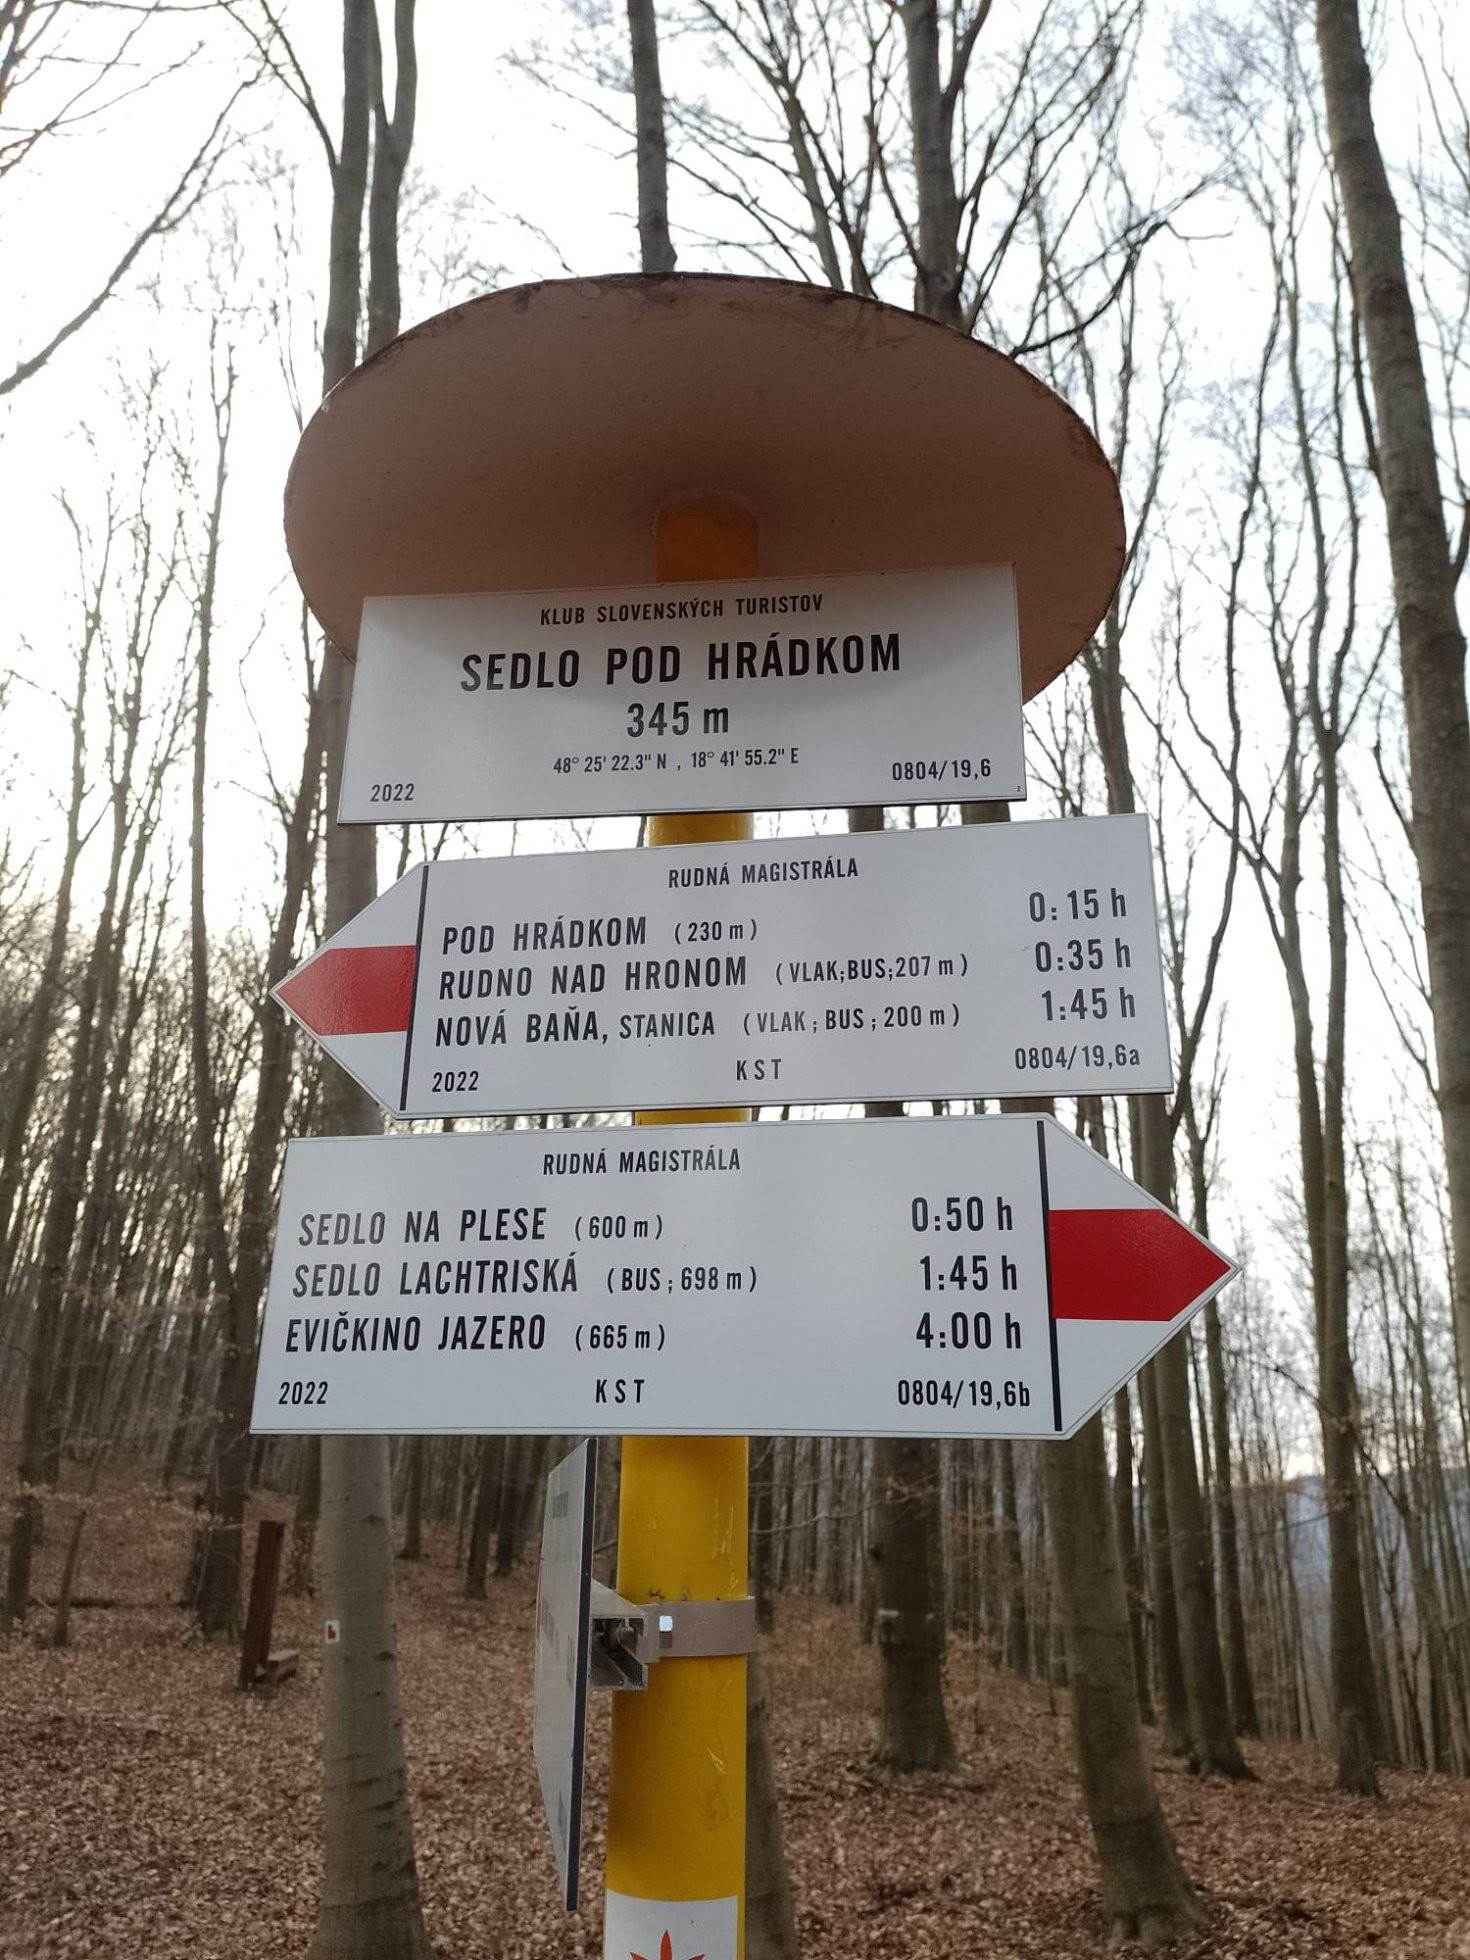 KLUB SLOVENSKÝCH TURISTOV
SEDLO POD HRÁDKOM
345 m
48° 25' 22.3" N , 18° 41' 55.2" E
2022 0804/19,6
RUDNÁ MAGISTRÁLA
POD HRÁDKOM (230 m) 0:15 h
RUDNO NAD HRONOM (VLAK;BUS;207 m) 0:35 h
NOVÁ BAŇA, STANICA (VLAK ; BUS ; 200 m) 1:45 h
2022 KST 0804/19,6a
RUDNÁ MAGISTRÁLA
SEDLO NA PLESE (600 m) 0:50 h
SEDLO LACHTRISKÁ (BUS ; 698 m) 1:45 h
EVIČKINO JAZERO (665 m) 4:00 h
2022 KST 0804/19,6b